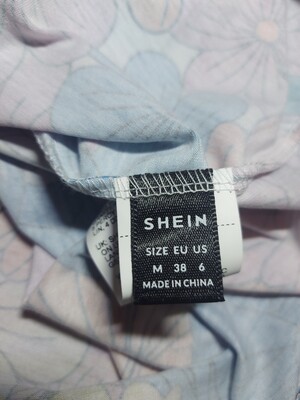 SHEIN
SIZE EU US
M 38 6
MADE IN CHINA